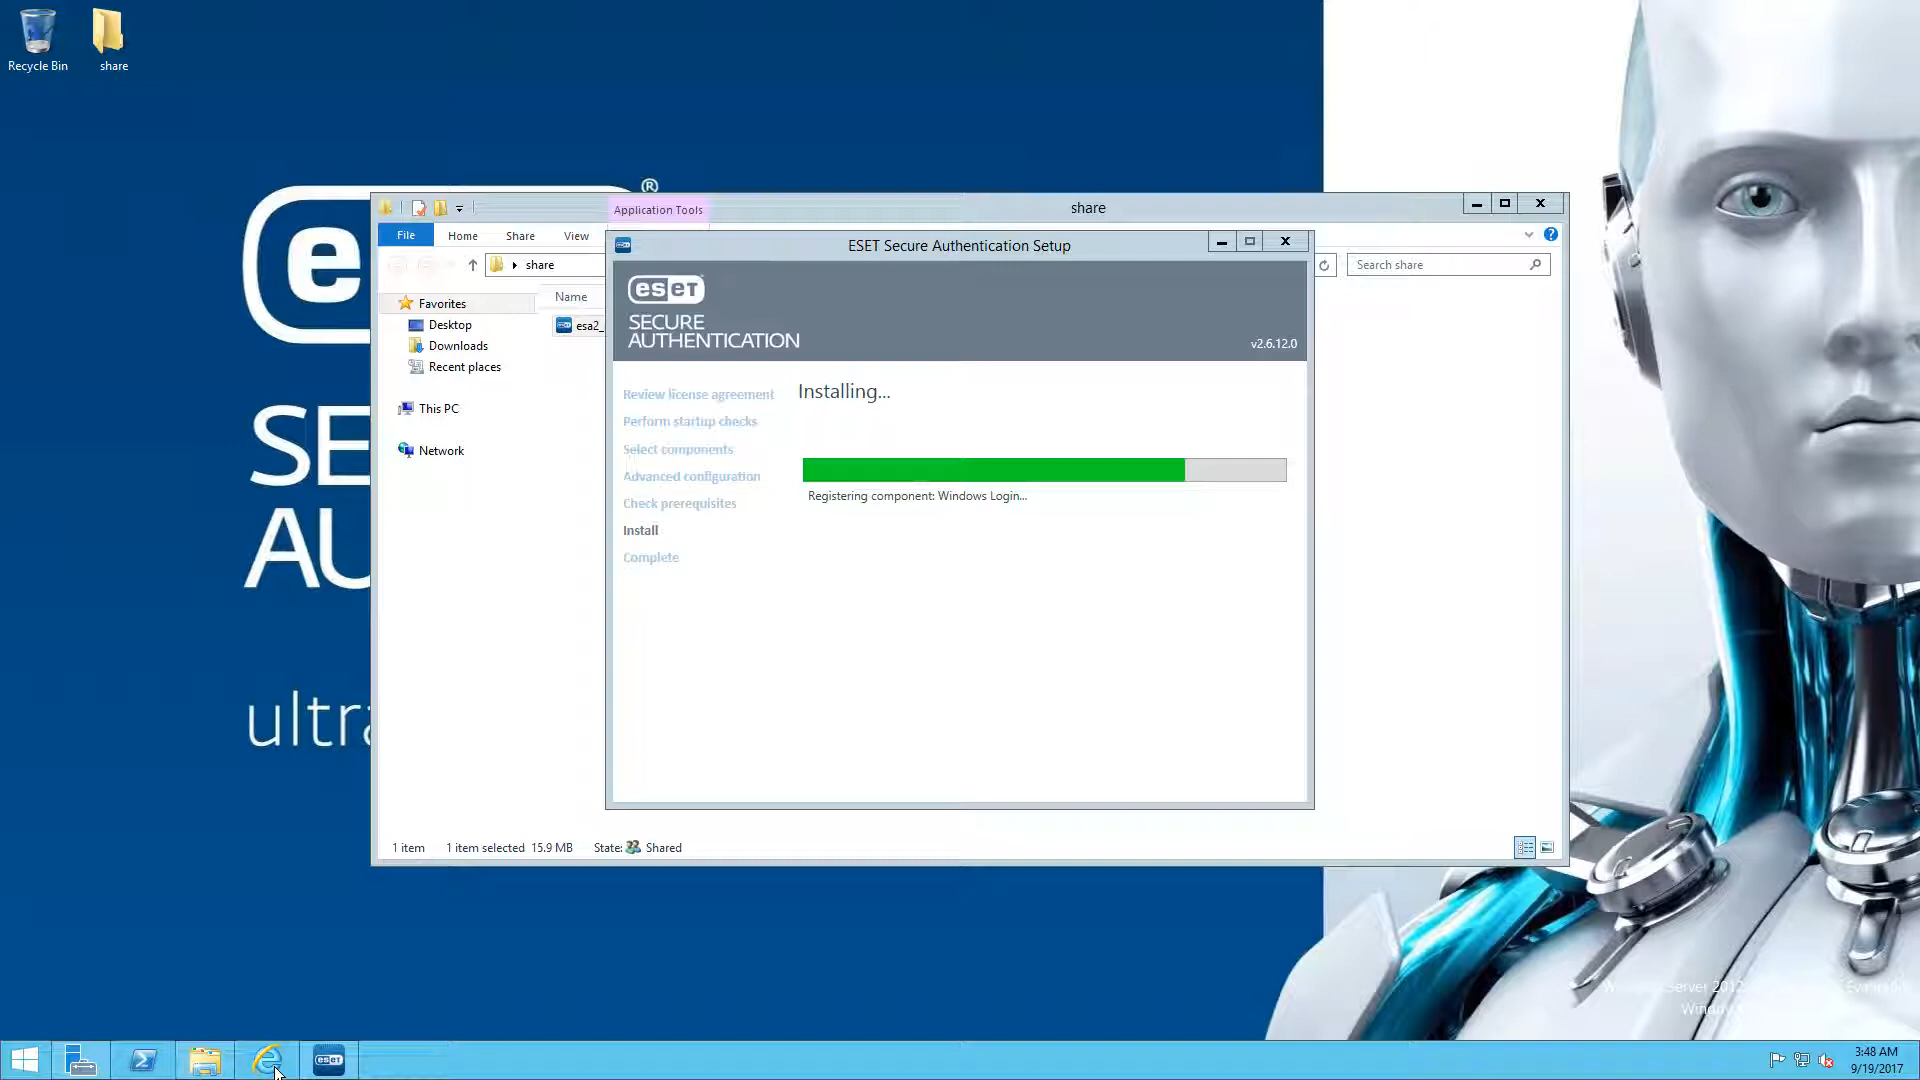 Recycle Bin
share
®
e
SE
AU
ultra
Application Tools
share
File
Home
Share
View
share
Search share
Name
Favorites
esa2_
Desktop
Downloads
Recent places
This PC
Network
ESET Secure Authentication Setup
eset
SECURE
AUTHENTICATION
v2.6.12.0
Review license agreement
Perform startup checks
Select components
Advanced configuration
Check prerequisites
Install
Complete
Installing...
Registering component: Windows Login...
1 item
1 item selected 15.9 MB
State: Shared
Server 2012
eset
3:48 AM
9/19/2017